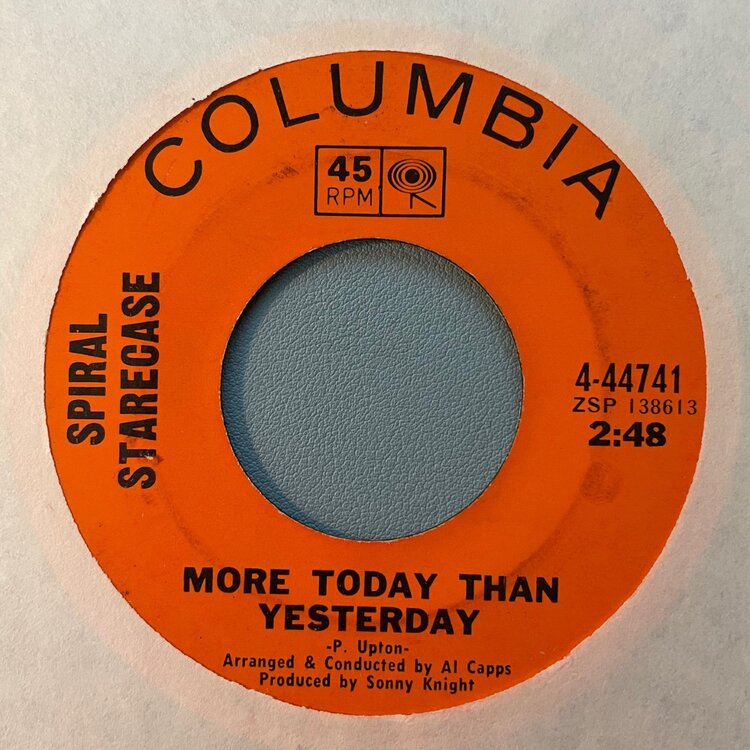 COLUMBIA
45
RPM
SPIRAL
STARECASE
4-44741
ZSP 138613
2:48
MORE TODAY THAN
YESTERDAY
-P. Upton-
Arranged & Conducted by Al Capps
Produced by Sonny Knight